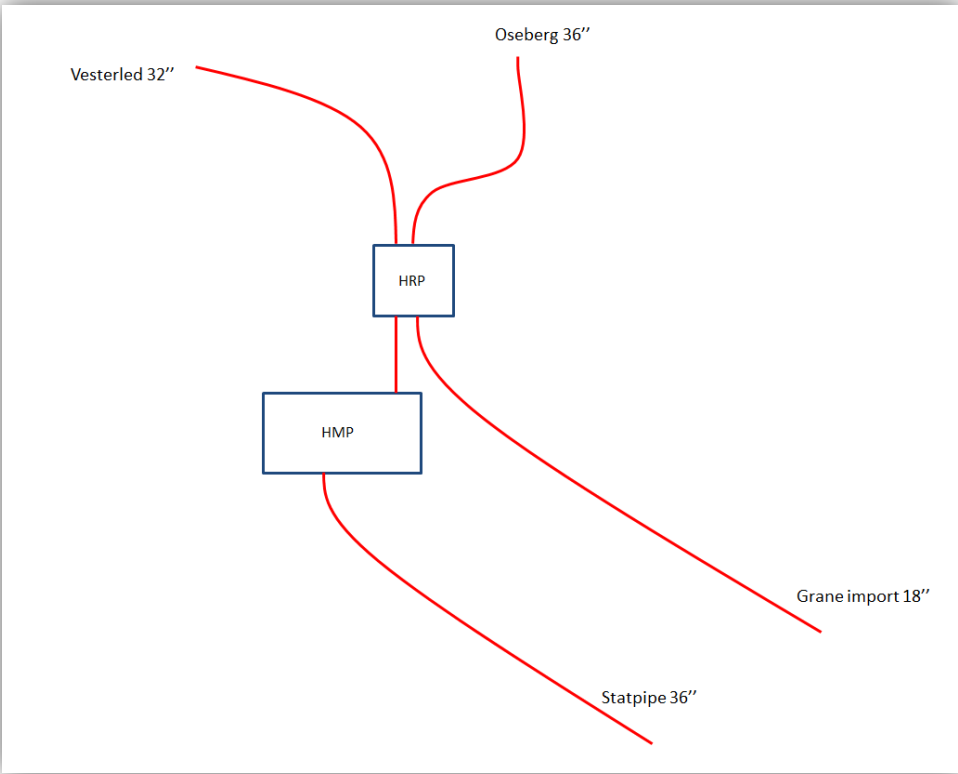 Oseberg 36’’
Vesterled 32’’
HRP
HMP
Grane import 18’’
Statpipe 36’’